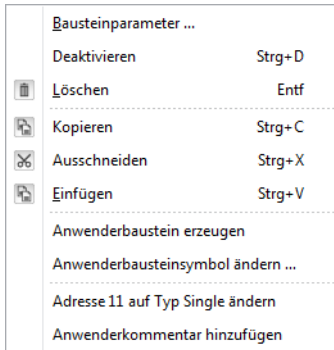 Bausteinparameter ...
Deaktivieren Strg+D
Löschen Entf
Kopieren Strg+C
Ausschneiden Strg+X
Einfügen Strg+V
Anwenderbaustein erzeugen
Anwenderbausteinsymbol ändern ...
Adresse 11 auf Typ Single ändern
Anwenderkommentar hinzufügen